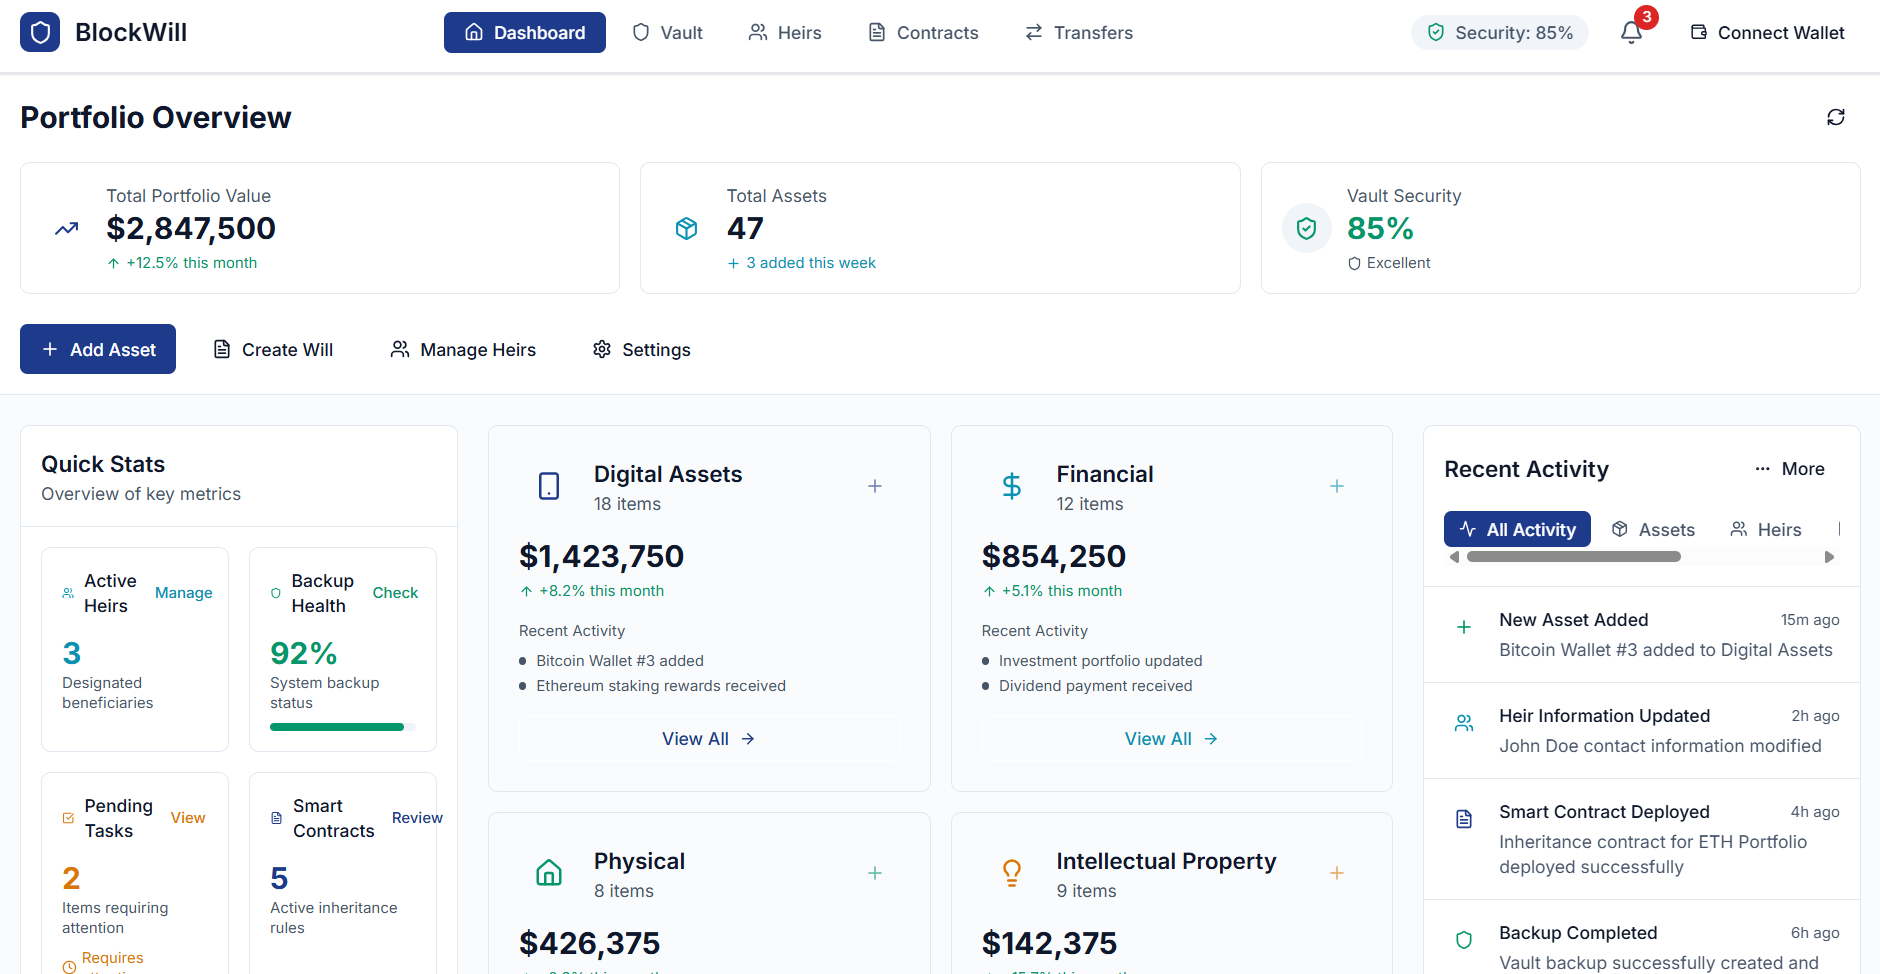 BlockWill
Dashboard
Vault
Heirs
Contracts
Transfers
Security: 85%
3
Connect Wallet
Portfolio Overview
Total Portfolio Value
$2,847,500
+12.5% this month
Total Assets
47
3 added this week
Vault Security
85%
Excellent
Add Asset
Create Will
Manage Heirs
Settings
Quick Stats
Overview of key metrics
Active
Heirs
Manage
3
Designated
beneficiaries
Backup
Health
Check
92%
System backup
status
Pending
Tasks
View
2
Items requiring
attention
Requires
Smart
Contracts
Review
5
Active inheritance
rules
Digital Assets
18 items
$1,423,750
+8.2% this month
Recent Activity
Bitcoin Wallet #3 added
Ethereum staking rewards received
View All
Financial
12 items
$854,250
+5.1% this month
Recent Activity
Investment portfolio updated
Dividend payment received
View All
Physical
8 items
$426,375
Intellectual Property
9 items
$142,375
Recent Activity
More
All Activity
Assets
Heirs
New Asset Added
15m ago
Bitcoin Wallet #3 added to Digital Assets
Heir Information Updated
2h ago
John Doe contact information modified
Smart Contract Deployed
4h ago
Inheritance contract for ETH Portfolio
deployed successfully
Backup Completed
6h ago
Vault backup successfully created and